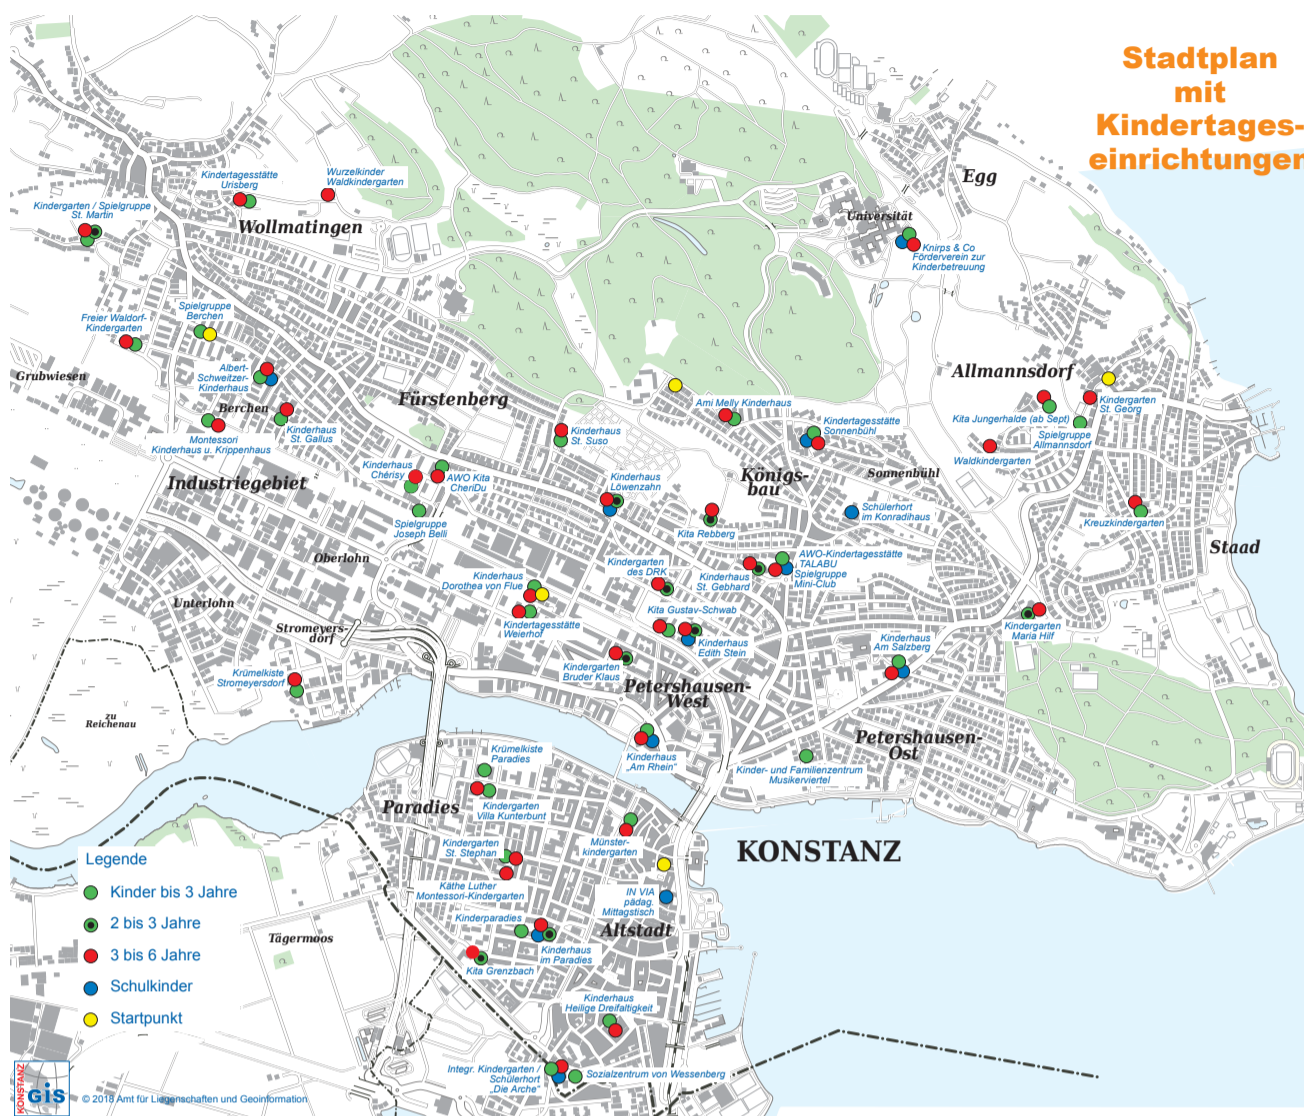 Stadtplan
mit
Kindertages-
einrichtungen
Egg
Universität
Knirps & Co
Förderverein zur
Kinderbetreuung
Kindertagesstätte
Urisberg
Wurzelkinder
Waldkindergarten
Kindergarten / Spielgruppe
St. Martin
Wollmatingen
Spielgruppe
Berchen
Freier Waldorf-
Kindergarten
Albert-
Schweitzer-
Kinderhaus
Grubwiesen
Berchen
Kinderhaus
St. Gallus
Montessori
Kinderhaus u. Krippenhaus
Fürstenberg
Allmannsdorf
Kindergarten
St. Georg
Kita Jungerhalde (ab Sept)
Spielgruppe
Allmannsdorf
Waldkindergarten
Ami Melly Kinderhaus
Kindertagesstätte
Sonnenbühl
Kinderhaus
St. Suso
Königs-
bau
Sonnenbühl
Kinderhaus
Chérisy
AWO Kita
CheriDu
Industriegebiet
Kinderhaus
Löwenzahn
Schülerhort
im Konradihaus
Kreuzkindergarten
Spielgruppe
Joseph Belli
Kita Rebberg
Staad
Oberlohn
AWO-Kindertagesstätte
TALABU
Spielgruppe
Mini-Club
Kindergarten
des DRK
Kinderhaus
St. Gebhard
Kinderhaus
Dorothea von Flue
Unterlohn
Kita Gustav-Schwab
Kindertagesstätte
Weierhof
Stromeyers-
dorf
Kindergarten
Maria Hilf
Kinderhaus
Edith Stein
Kinderhaus
Am Salzberg
Kindergarten
Bruder Klaus
Krümelkiste
Stromeyersdorf
Petershausen-
West
zu
Reichenau
Petershausen-
Ost
Krümelkiste
Paradies
Kinderhaus
„Am Rhein“
Kinder- und Familienzentrum
Musikerviertel
Paradies
Kindergarten
Villa Kunterbunt
Kindergarten
St. Stephan
Münster-
kindergarten
KONSTANZ
Käthe Luther
Montessori-Kindergarten
IN VIA
pädag.
Mittagstisch
Kinderparadies
Altstadt
Tägermoos
Kinderhaus
im Paradies
Kita Grenzbach
Kinderhaus
Heilige Dreifaltigkeit
Integr. Kindergarten /
Schülerhort
„Die Arche“
Sozialzentrum von Wessenberg
Legende
Kinder bis 3 Jahre
2 bis 3 Jahre
3 bis 6 Jahre
Schulkinder
Startpunkt
KONSTANZ
GIS
© 2018 Amt für Liegenschaften und Geoinformation